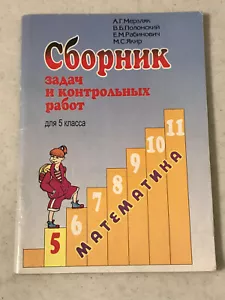 А.Г.Мерзляк
В.Б.Полонский
Е.М.Рабинович
М.С.Якир
Сборник
задач
и контрольных
работ
для 5 класса
5
6
7
8
9
10
11
МАТЕМАТИКА